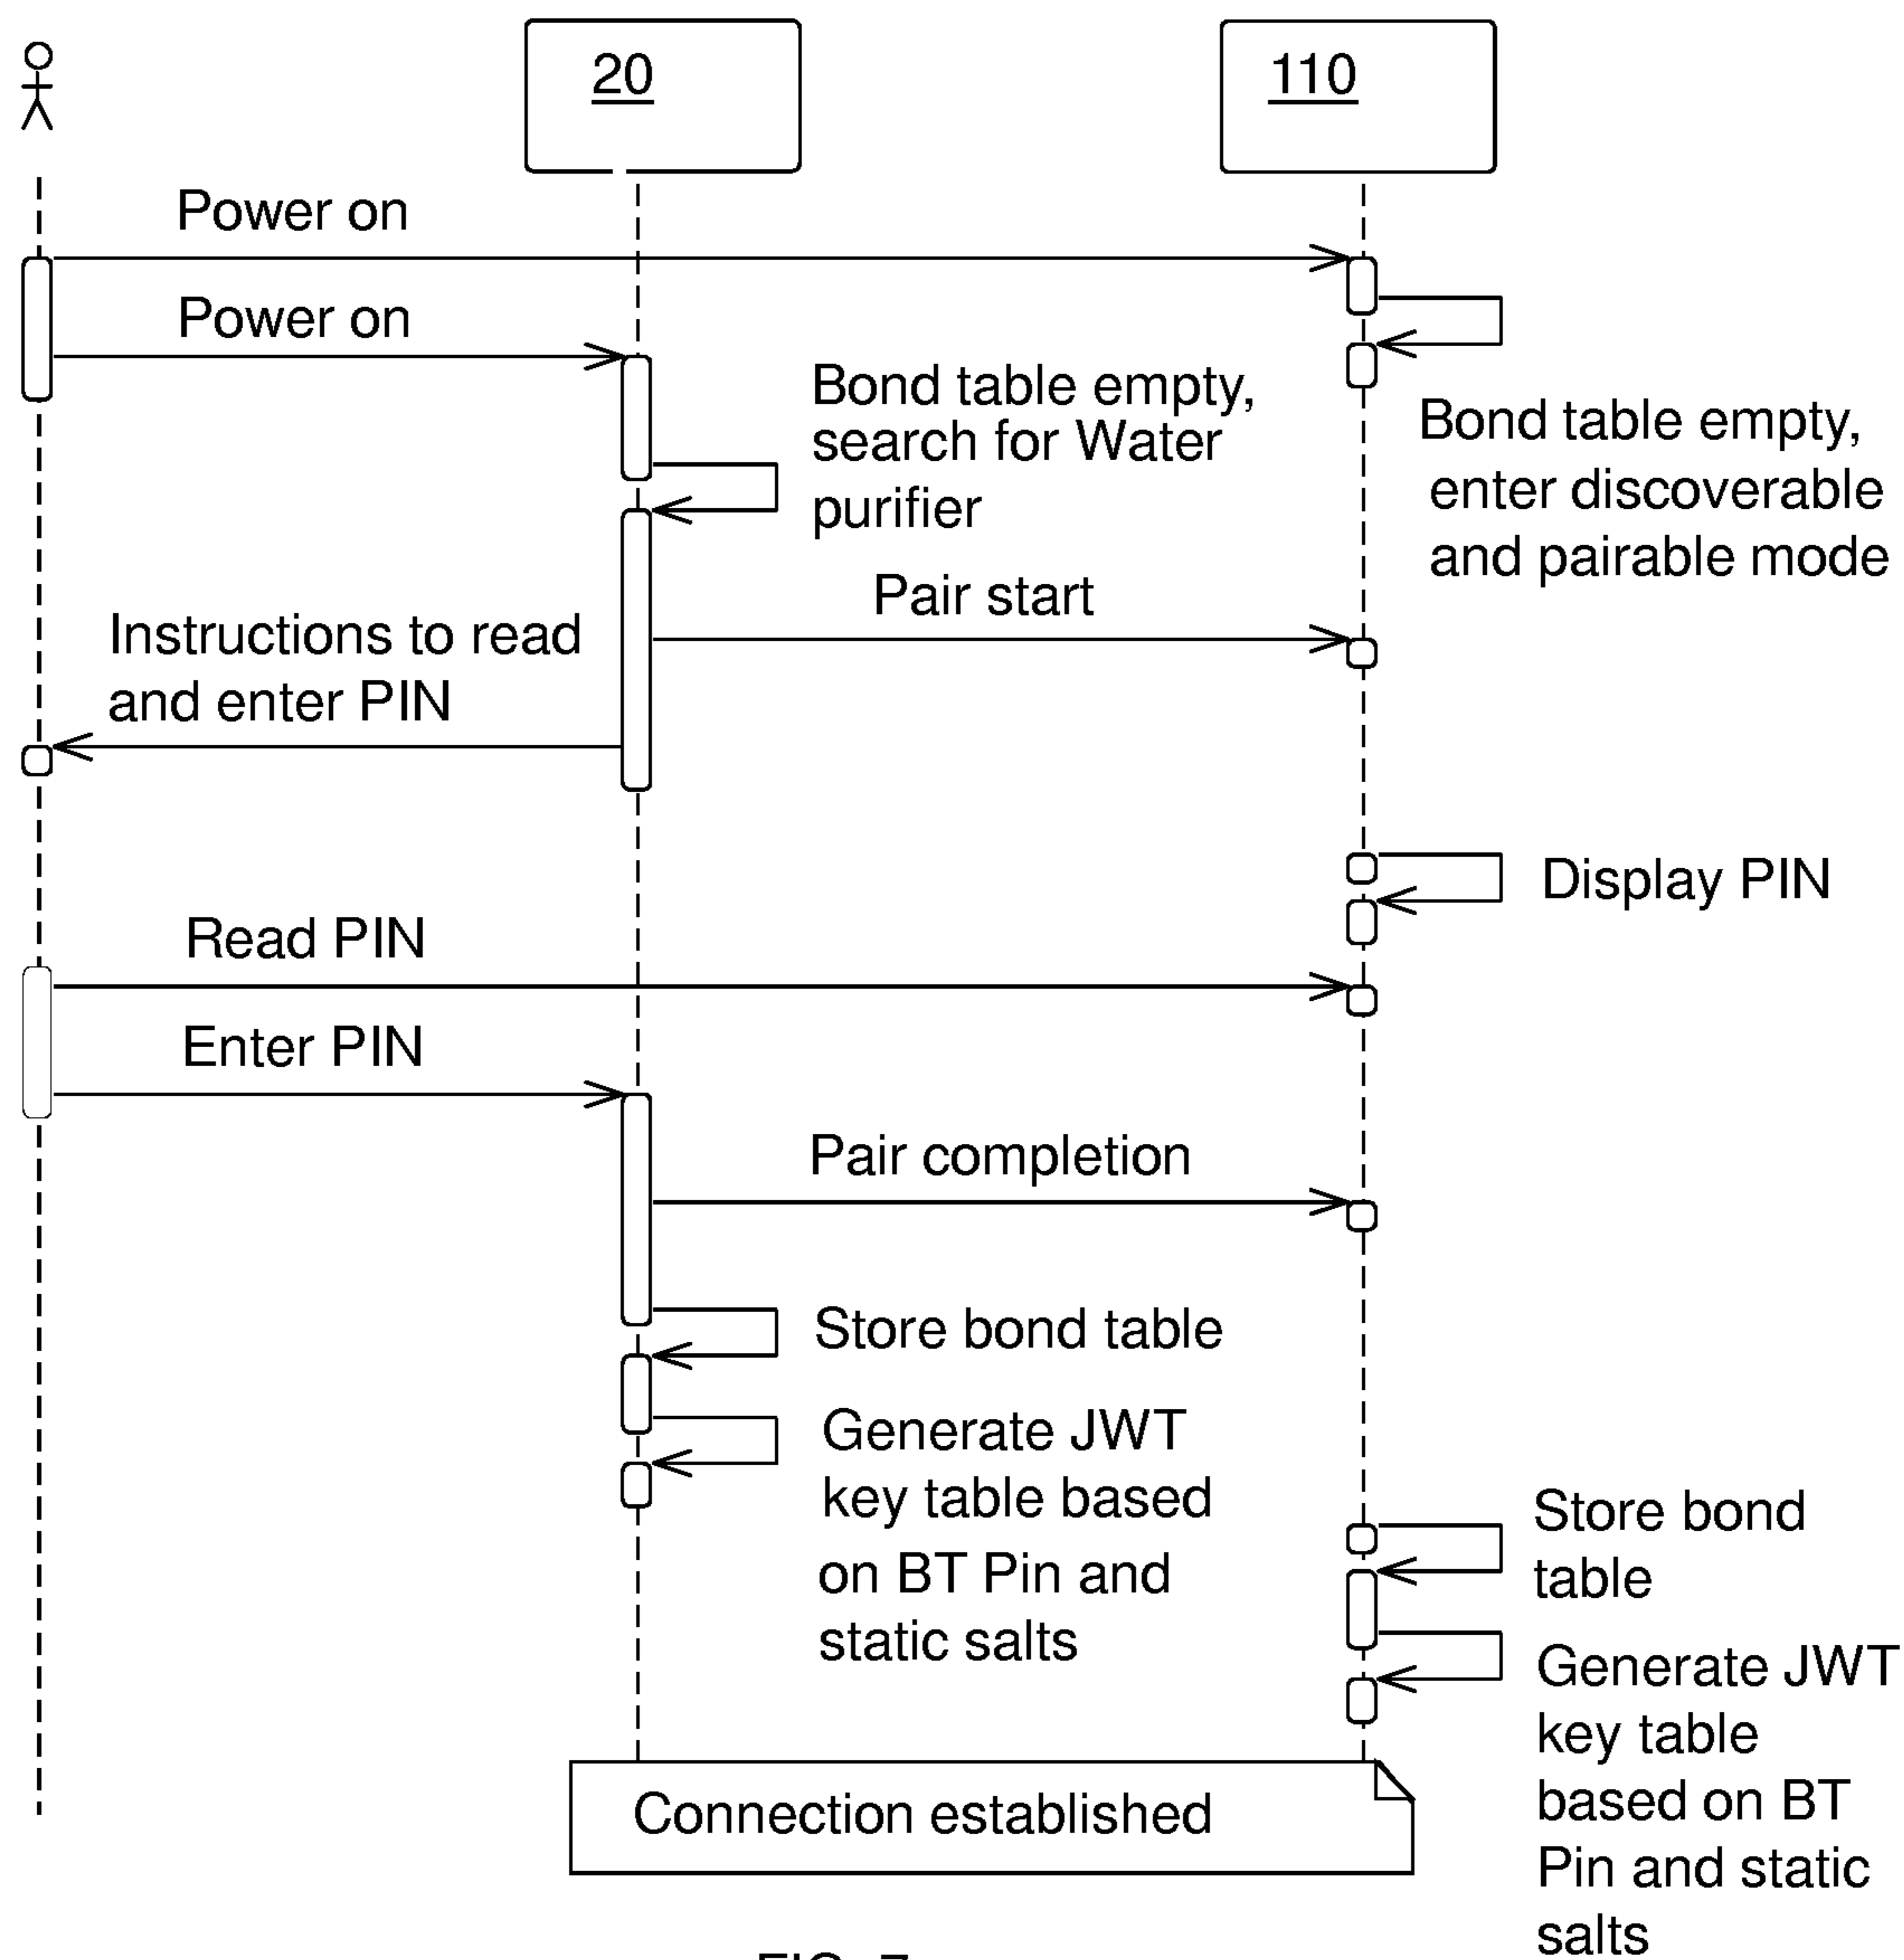 20
110
Power on
Power on
Bond table empty,
search for Water
purifier
Bond table empty,
enter discoverable
and pairable mode
Pair start
Instructions to read
and enter PIN
Display PIN
Read PIN
Enter PIN
Pair completion
Store bond table
Generate JWT
key table based
on BT Pin and
static salts
Store bond
table
Generate JWT
key table
based on BT
Pin and static
salts
Connection established